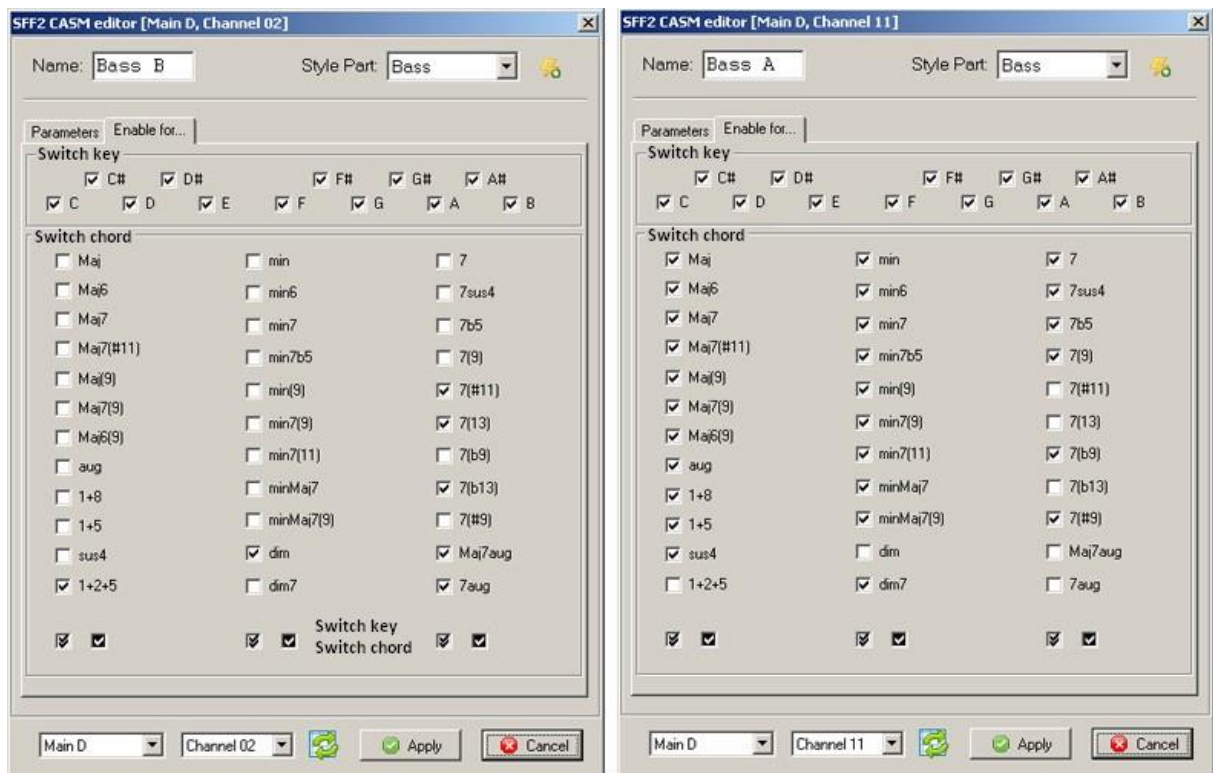 SFF2 CASM editor [Main D, Channel 02]
Name: Bass B Style Part: Bass
Parameters Enable for...
Switch key
C# D# F# G# A#
C D E F G A B
Switch chord
Maj min 7
Maj6 min6 7sus4
Maj7 min7 7b5
Maj7(#11) min7b5 7(9)
Maj(9) min(9) 7(#11)
Maj7(9) min7(9) 7(13)
Maj6(9) min7(11) 7(b9)
aug minMaj7 7(b13)
1+8 minMaj7(9) 7(#9)
1+5 dim Maj7aug
sus4 dim7 7aug
1+2+5
Switch key
Switch chord
Main D Channel 02 Apply Cancel
SFF2 CASM editor [Main D, Channel 11]
Name: Bass A Style Part: Bass
Parameters Enable for...
Switch key
C# D# F# G# A#
C D E F G A B
Switch chord
Maj min 7
Maj6 min6 7sus4
Maj7 min7 7b5
Maj7(#11) min7b5 7(9)
Maj(9) min(9) 7(#11)
Maj7(9) min7(9) 7(13)
Maj6(9) min7(11) 7(b9)
aug minMaj7 7(b13)
1+8 minMaj7(9) 7(#9)
1+5 dim Maj7aug
sus4 dim7 7aug
1+2+5
Main D Channel 11 Apply Cancel